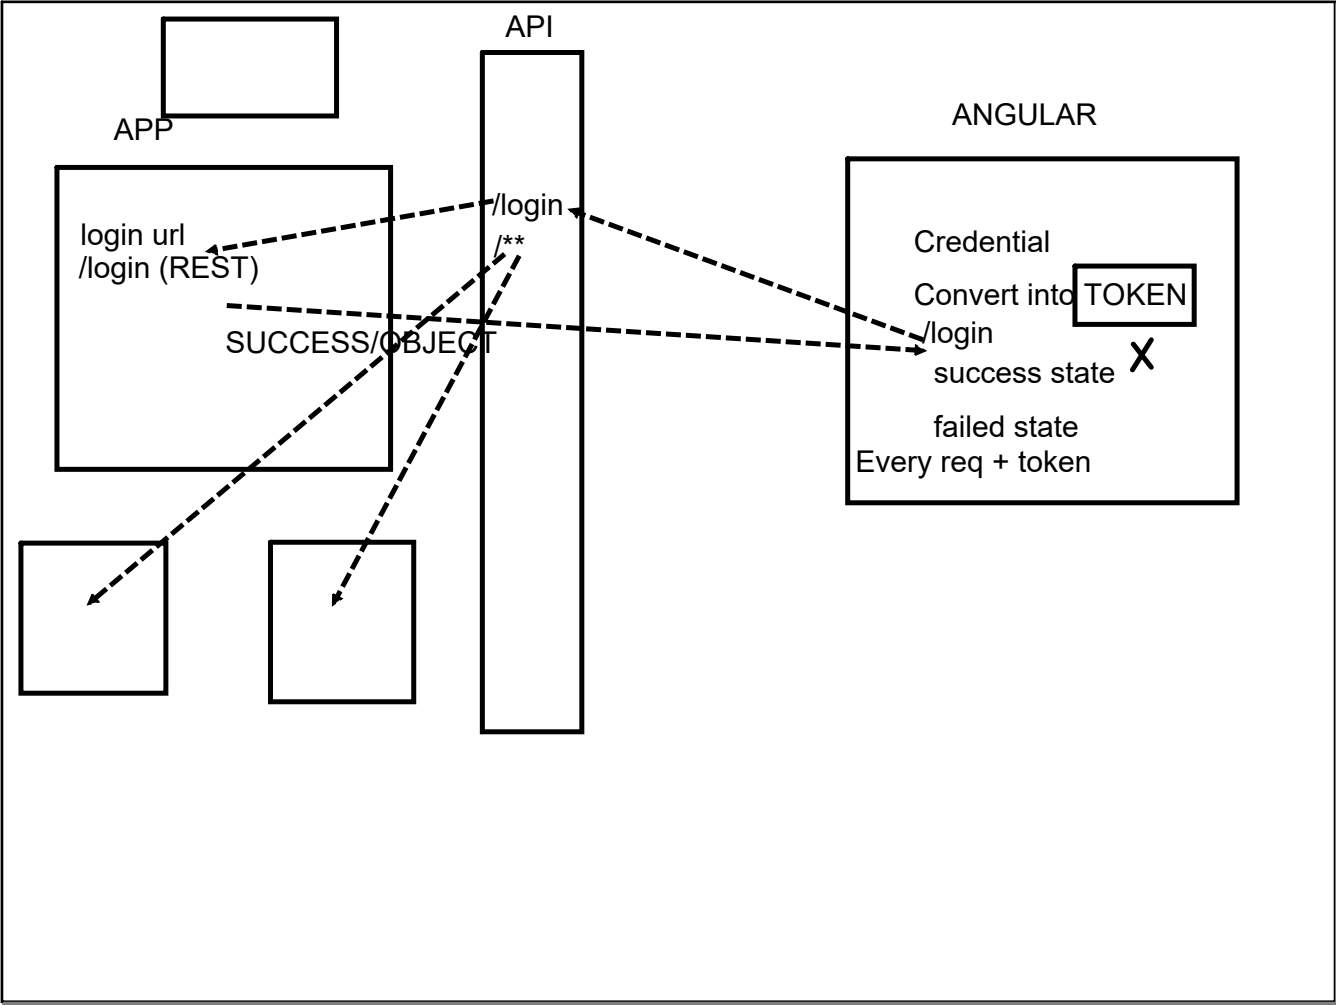 API
APP
ANGULAR
login url
/login (REST)
SUCCESS/OBJECT
/login
/**
Credential
Convert into TOKEN
/login
X
success state
failed state
Every req + token